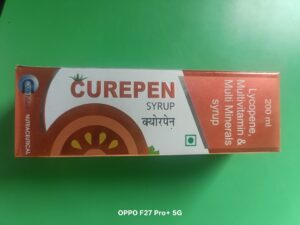 CUREPEN
SYRUP
क्योरपेन
NUTRACEUTICAL
200 ml
Lycopene,
Multivitamin &
Multi Minerals
syrup
OPPO F27 Pro+ 5G